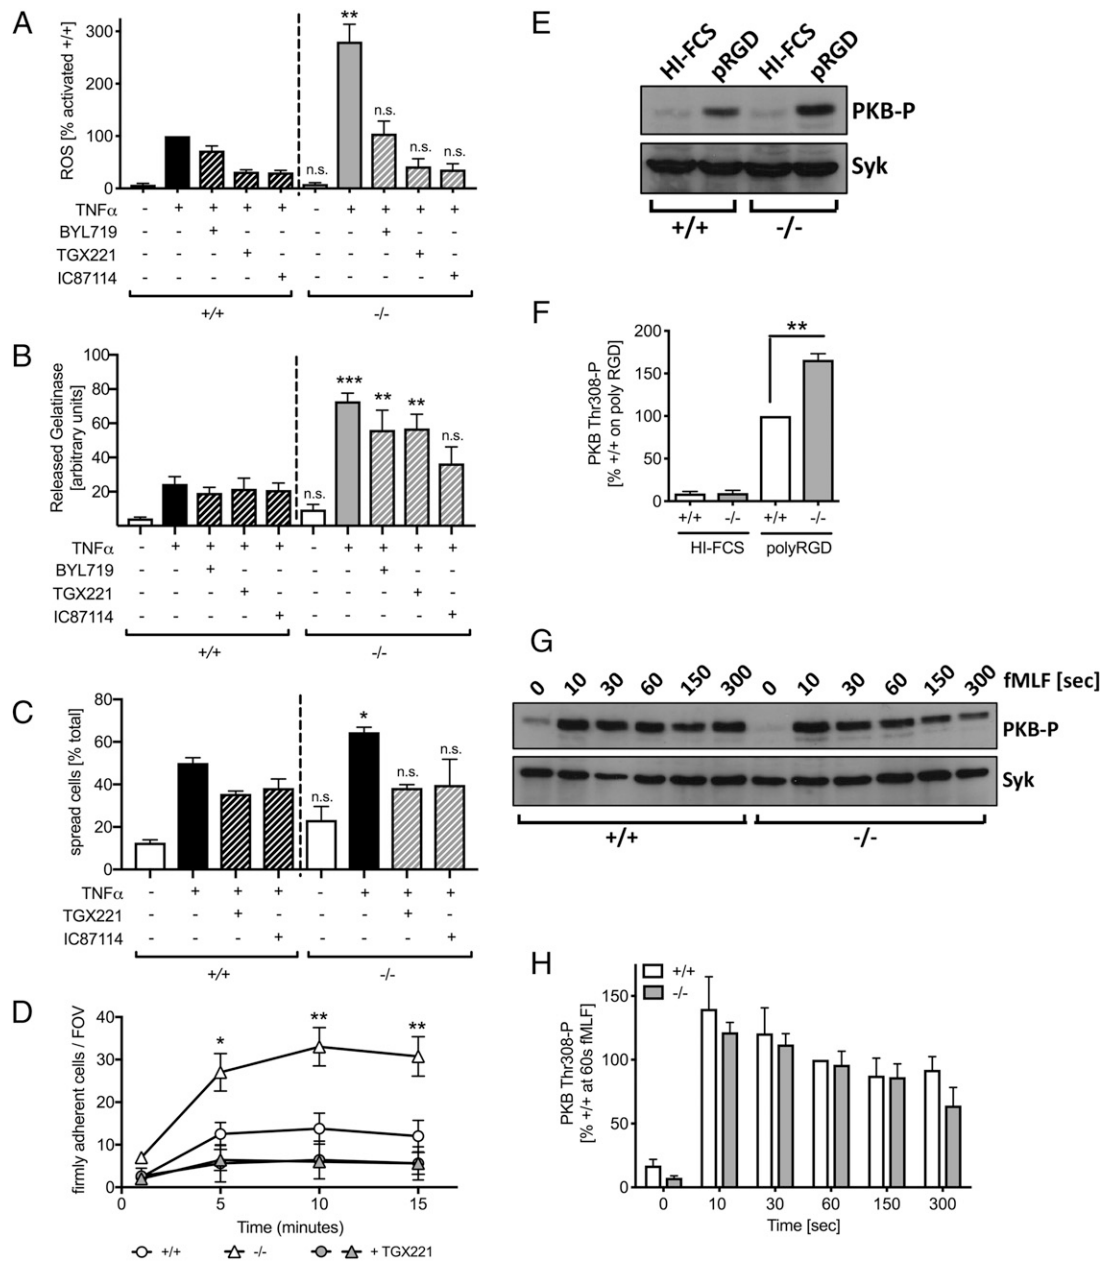 A
ROS [% activated +/+]
300
200
100
0
**
n.s.
n.s.
n.s.
n.s.
TNFα - + + + + - + + + +
BYL719 - - + - - - - + - -
TGX221 - - - + - - - - + -
IC87114 - - - - + - - - - +
+/+ -/-
B
Released Gelatinase
[arbitrary units]
100
80
60
40
20
n.s.
***
**
**
n.s.
TNFα - + + + + - + + + +
BYL719 - - + - - - - + - -
TGX221 - - - + - - - - + -
IC87114 - - - - + - - - - +
+/+ -/-
C
spread cells [% total]
80
60
40
20
0
n.s.
*
n.s.
n.s.
TNFα - + + + - + + +
TGX221 - - + - - - + -
IC87114 - - - + - - - +
+/+ -/-
D
firmly adherent cells / FOV
40
30
20
10
0
* ** **
0 5 10 15
Time (minutes)
+/+ -/- + TGX221
E
HI-FCS pRGD HI-FCS pRGD
PKB-P
Syk
+/+ -/-
F
PKB Thr308-P
[% +/+ on poly RGD]
200
150
100
50
0
**
+/+ -/- +/+ -/-
HI-FCS polyRGD
G
0 10 30 60 150 300 0 10 30 60 150 300 fMLF [sec]
PKB-P
Syk
+/+ -/-
H
PKB Thr308-P
[% +/+ at 60s fMLF]
+/+
-/-
150
100
50
0
0 10 30 60 150 300
Time [sec]